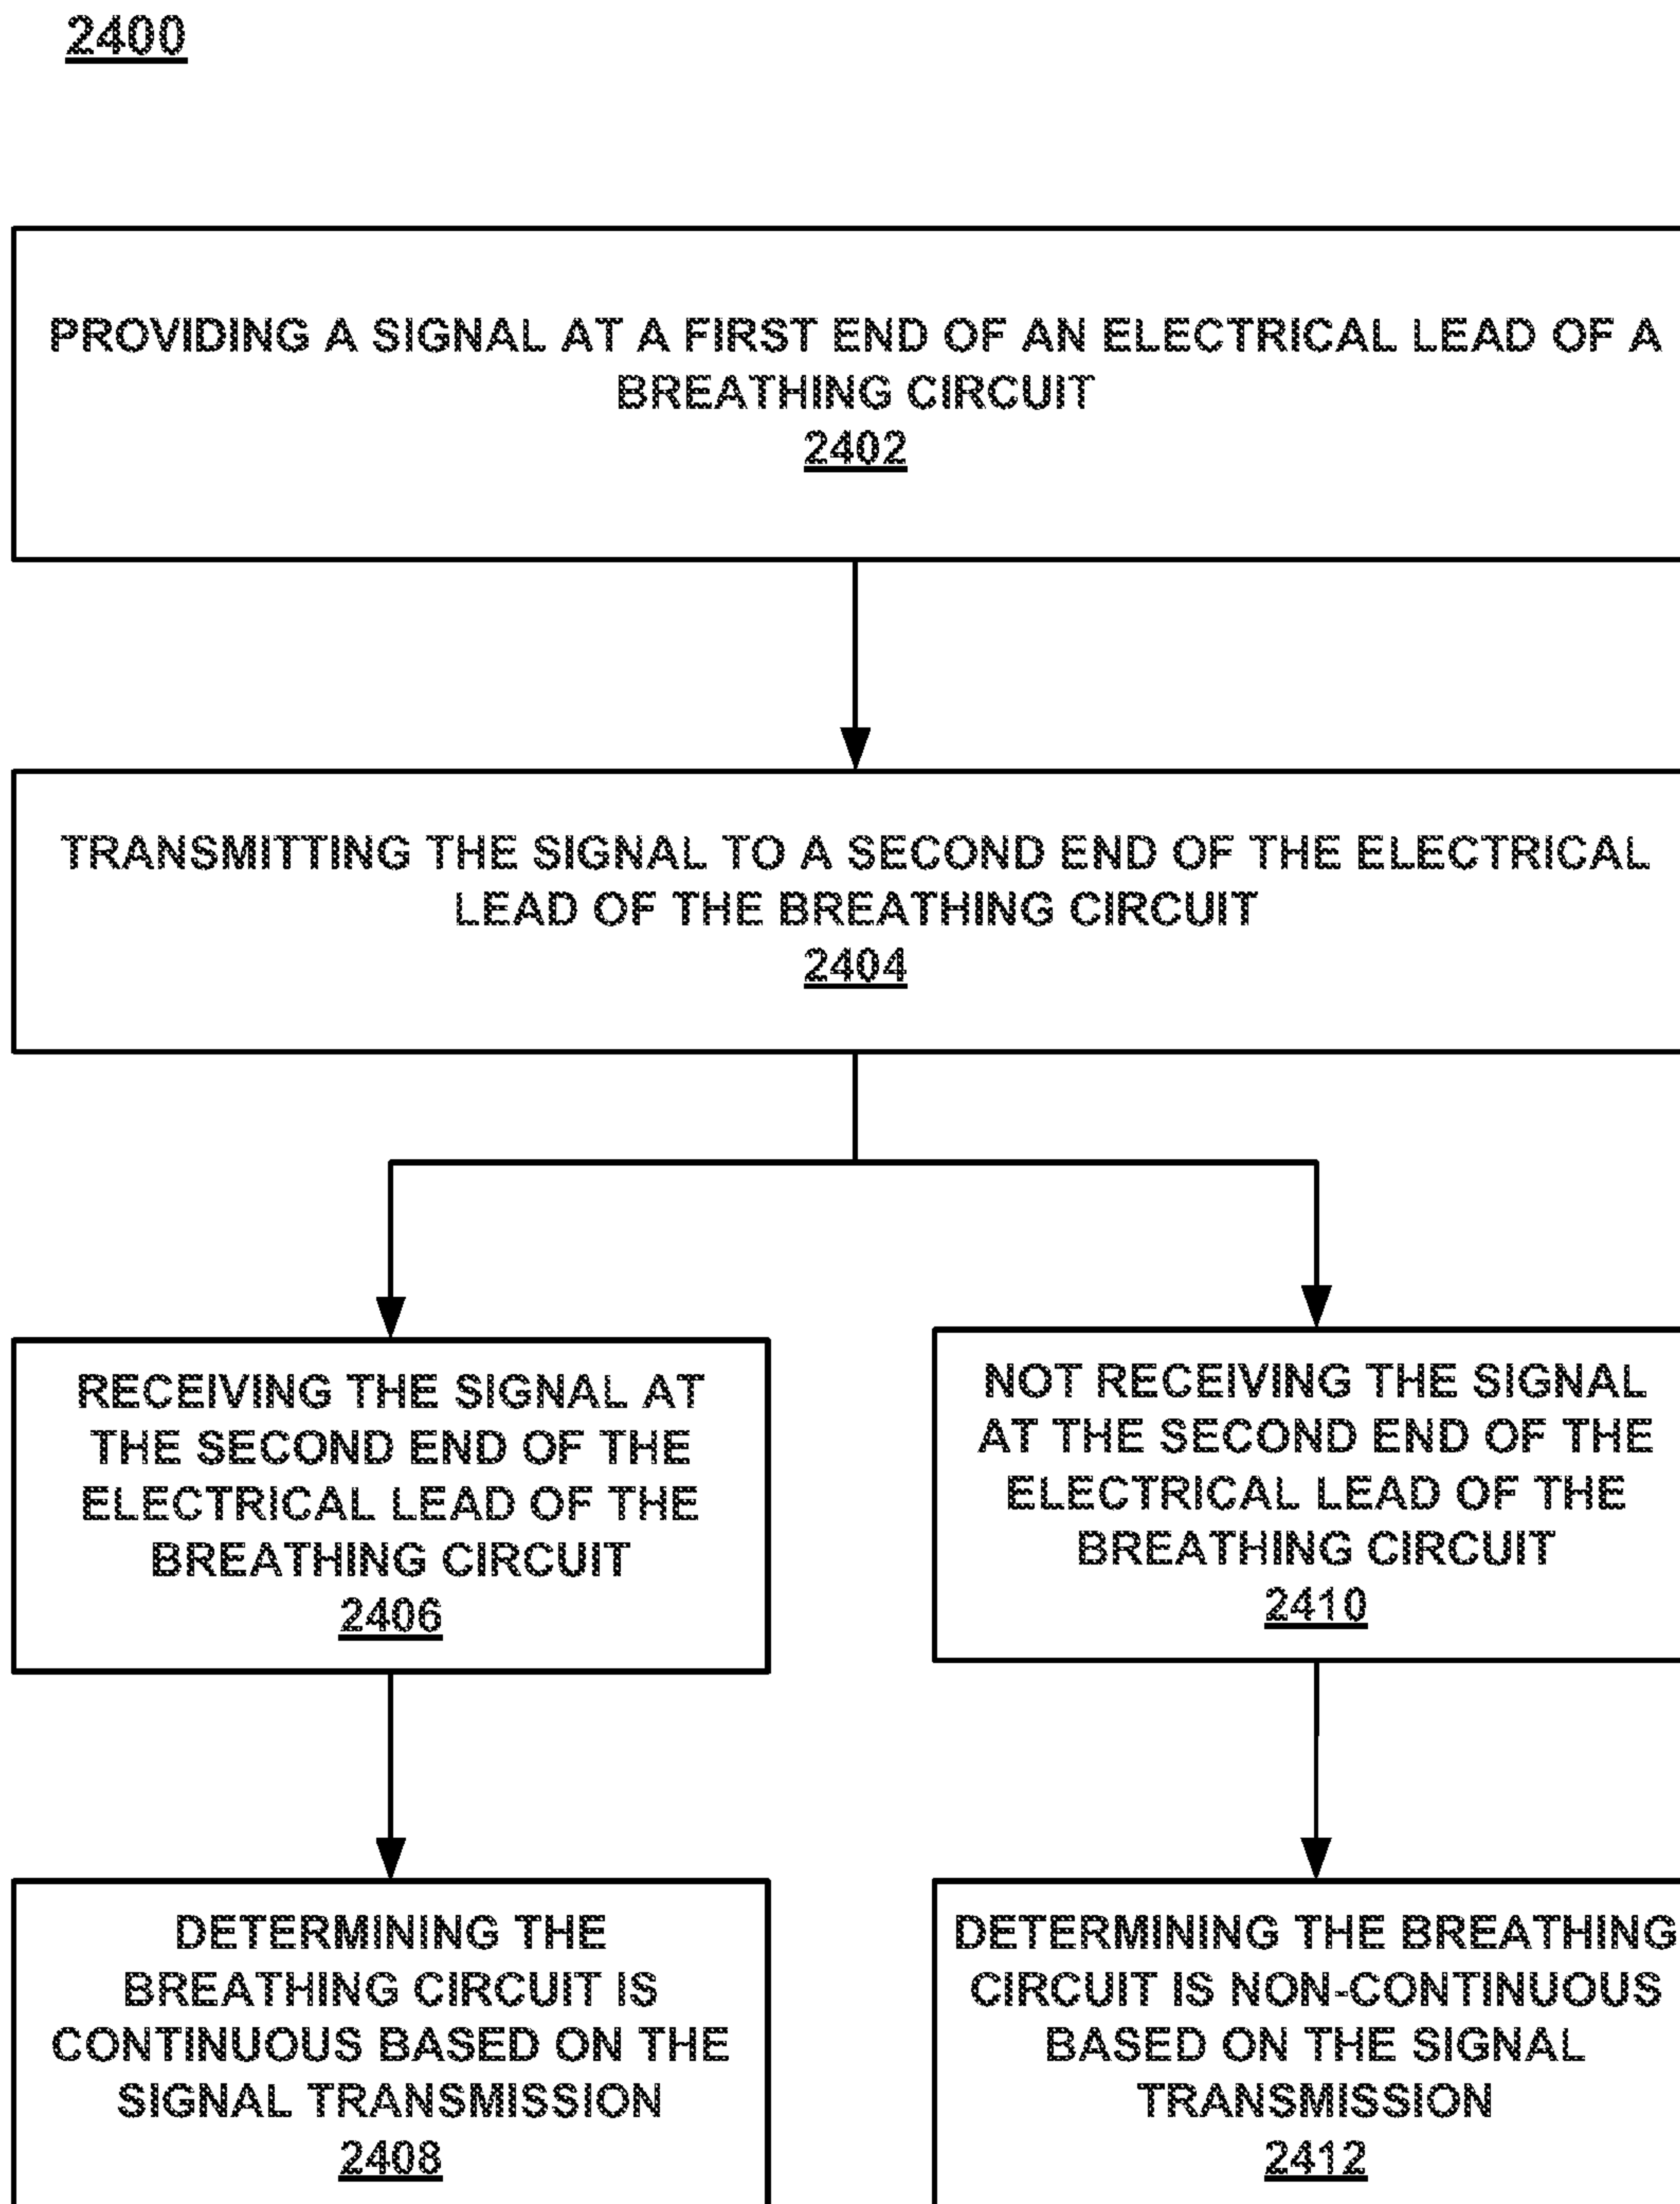 2400
PROVIDING A SIGNAL AT A FIRST END OF AN ELECTRICAL LEAD OF A
BREATHING CIRCUIT
2402
TRANSMITTING THE SIGNAL TO A SECOND END OF THE ELECTRICAL
LEAD OF THE BREATHING CIRCUIT
2404
RECEIVING THE SIGNAL AT
THE SECOND END OF THE
ELECTRICAL LEAD OF THE
BREATHING CIRCUIT
2406
NOT RECEIVING THE SIGNAL
AT THE SECOND END OF THE
ELECTRICAL LEAD OF THE
BREATHING CIRCUIT
2410
DETERMINING THE
BREATHING CIRCUIT IS
CONTINUOUS BASED ON THE
SIGNAL TRANSMISSION
2408
DETERMINING THE BREATHING
CIRCUIT IS NON-CONTINUOUS
BASED ON THE SIGNAL
TRANSMISSION
2412